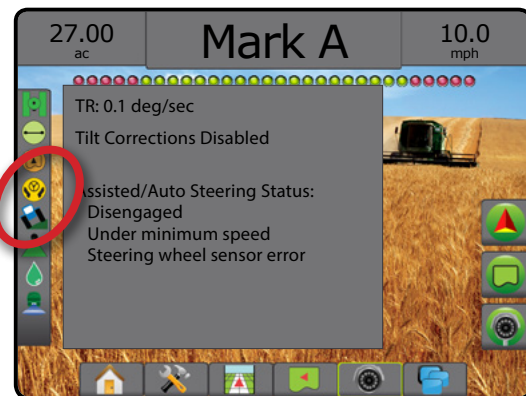 27.00
ac
Mark A
10.0
mph
TR: 0.1 deg/sec
Tilt Corrections Disabled
Assisted/Auto Steering Status:
Disengaged
Under minimum speed
Steering wheel sensor error